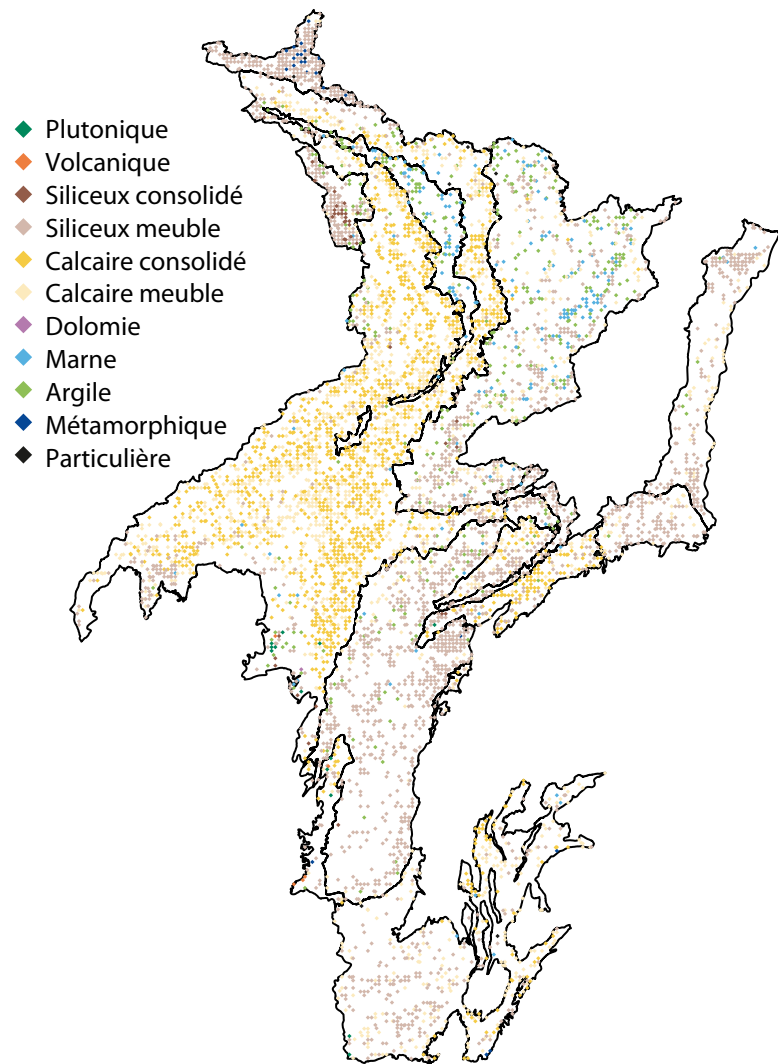 Plutonique
Volcanique
Siliceux consolidé
Siliceux meuble
Calcaire consolidé
Calcaire meuble
Dolomie
Marne
Argile
Métamorphique
Particulière